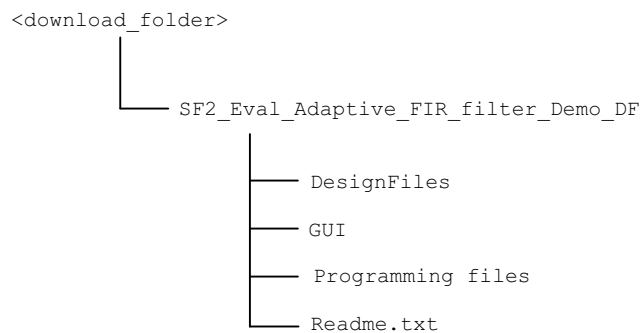 <download_folder>
SF2_Eval_Adaptive_FIR_filter_Demo_DF
DesignFiles
GUI
Programming files
Readme.txt